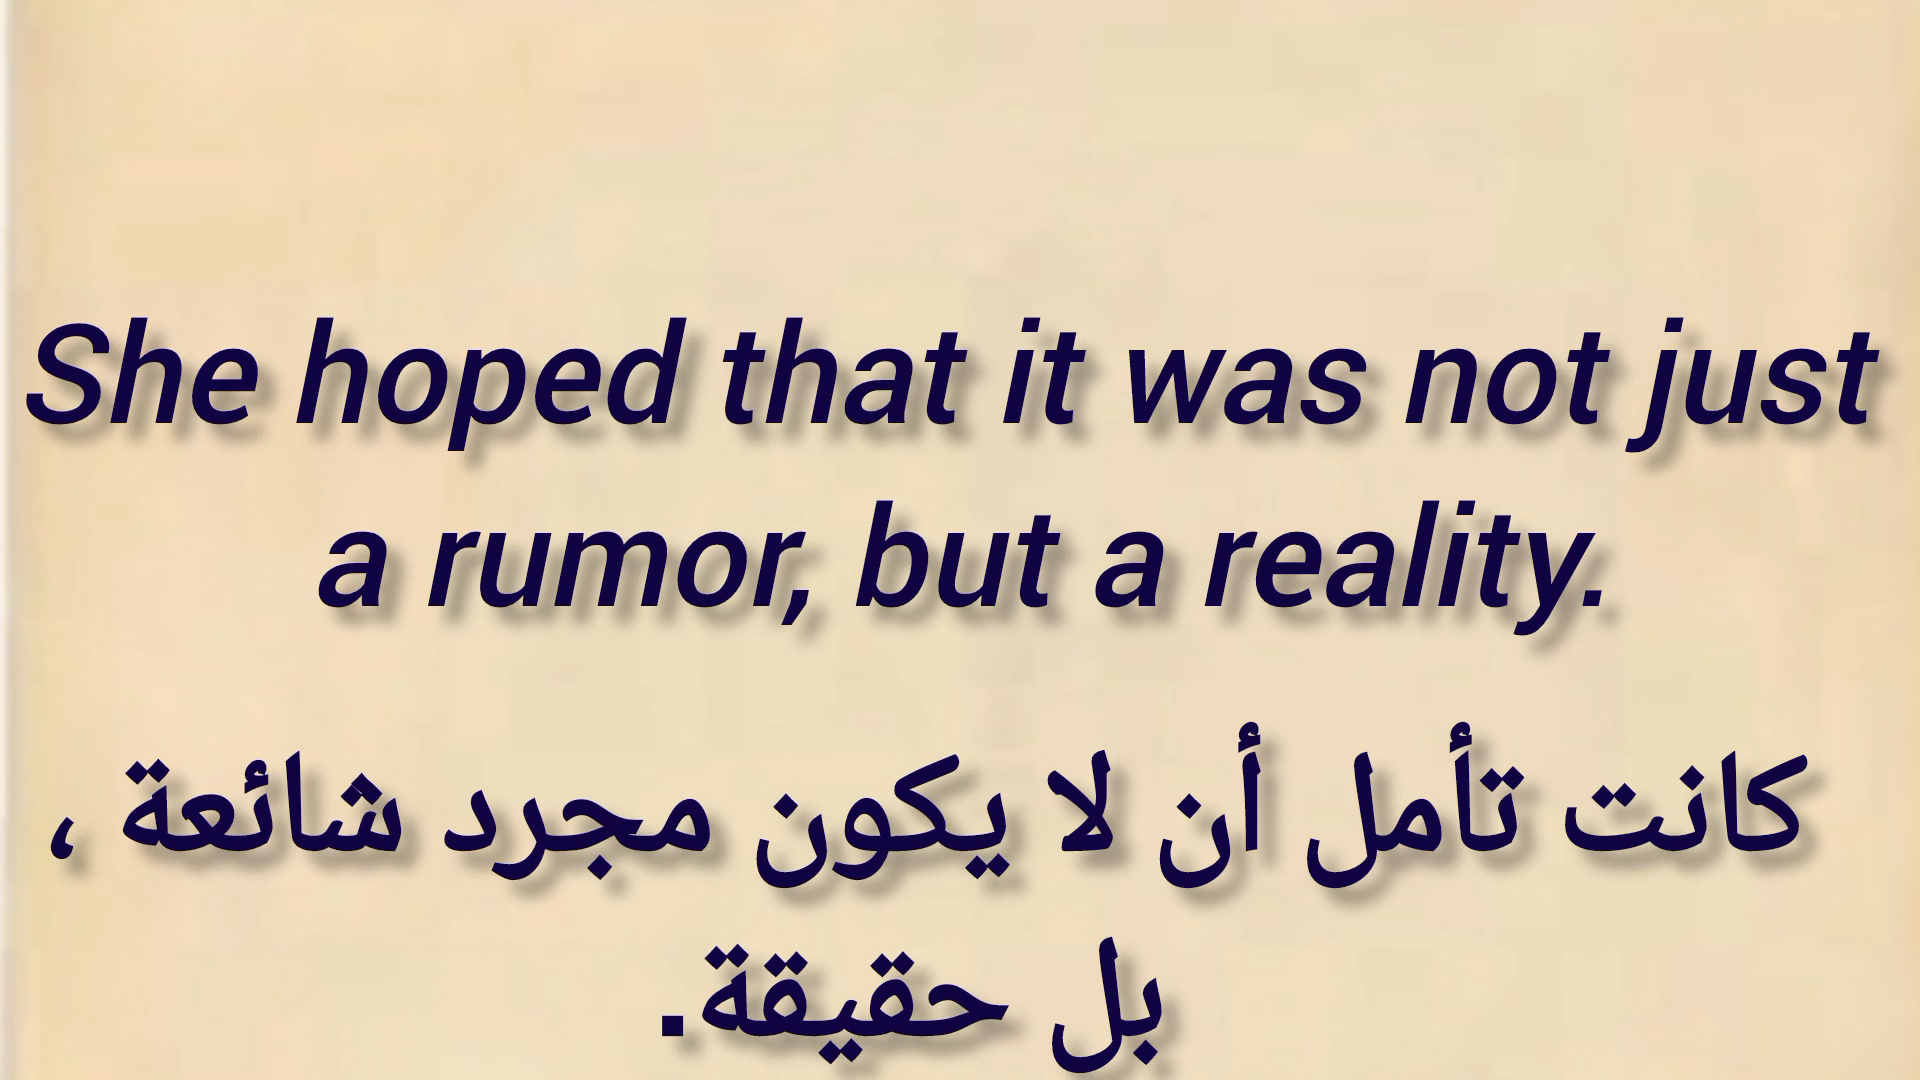 She hoped that it was not just
a rumor, but a reality.
كانت تأمل أن لا يكون مجرد شائعة ،
بل حقيقة.